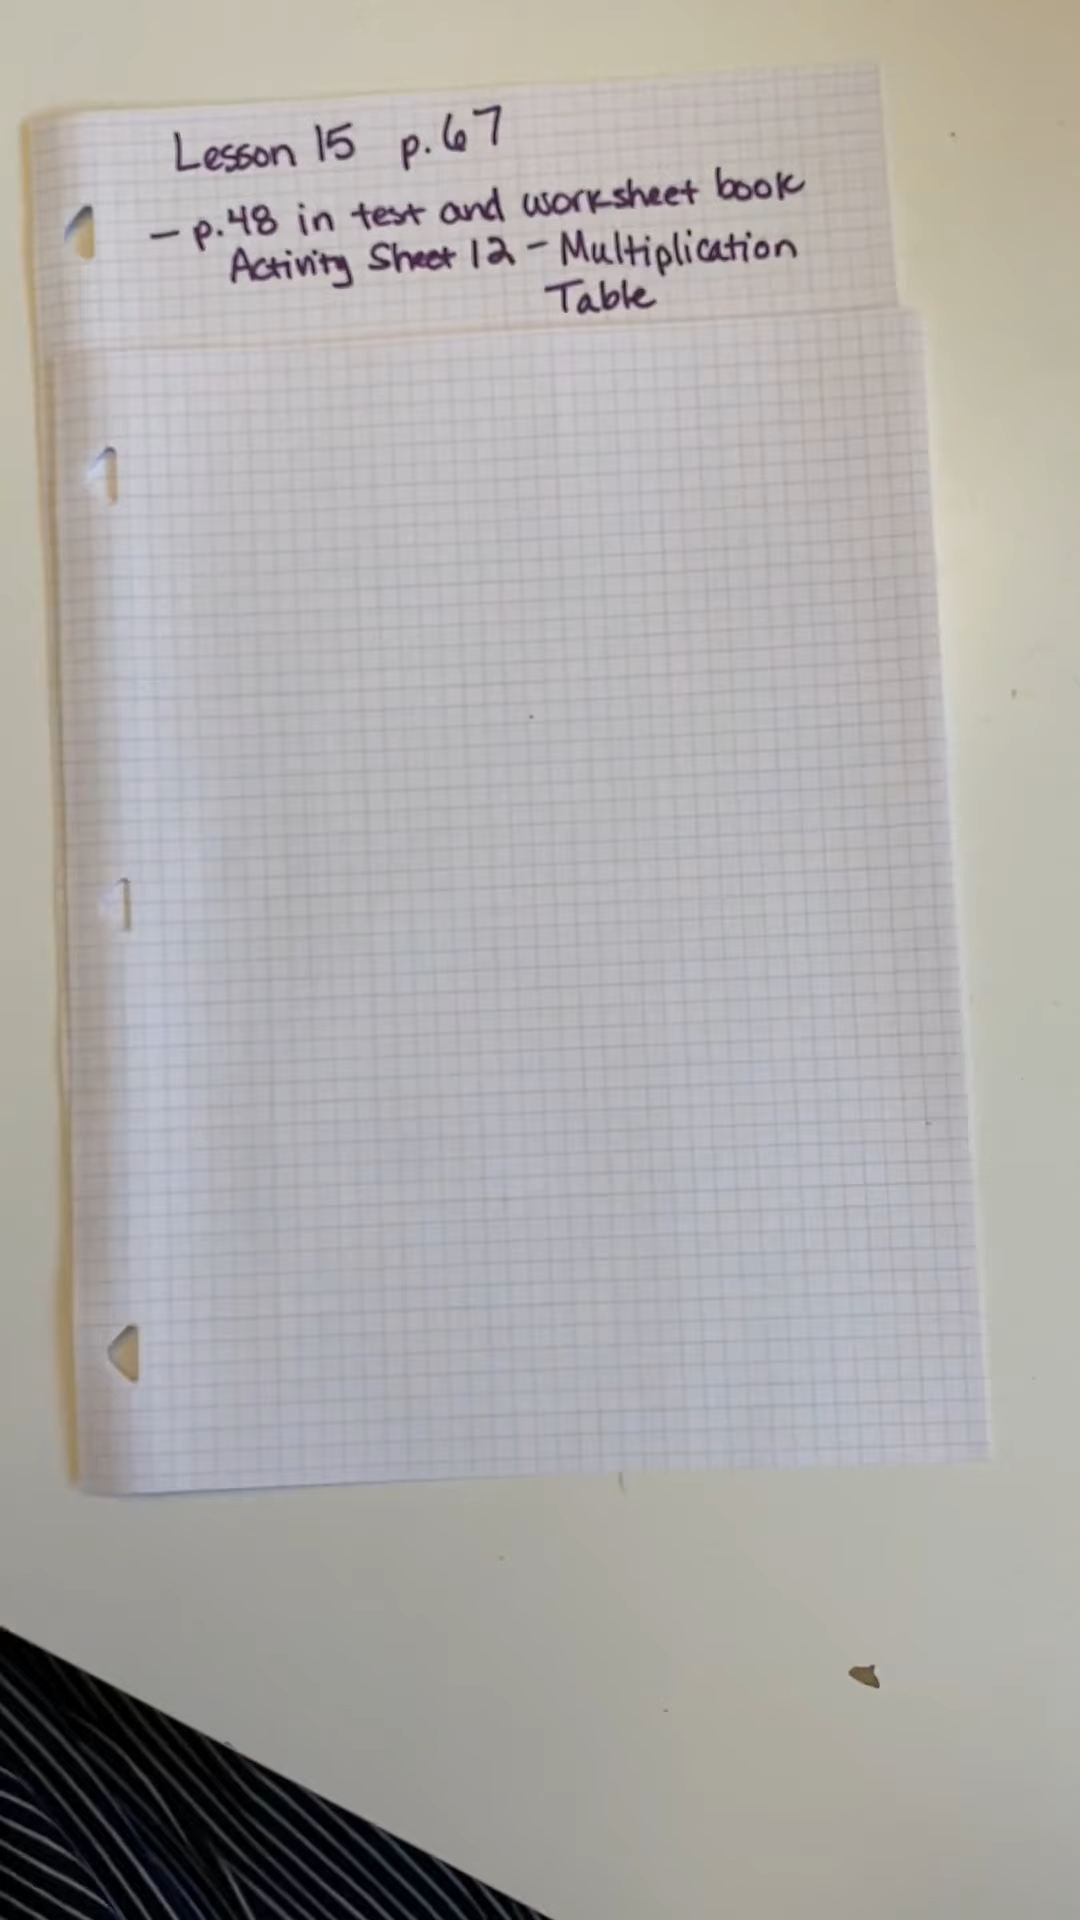 Lesson 15 p.67
- p.48 in test and worksheet book
Activity Sheet 12 - Multiplication
Table